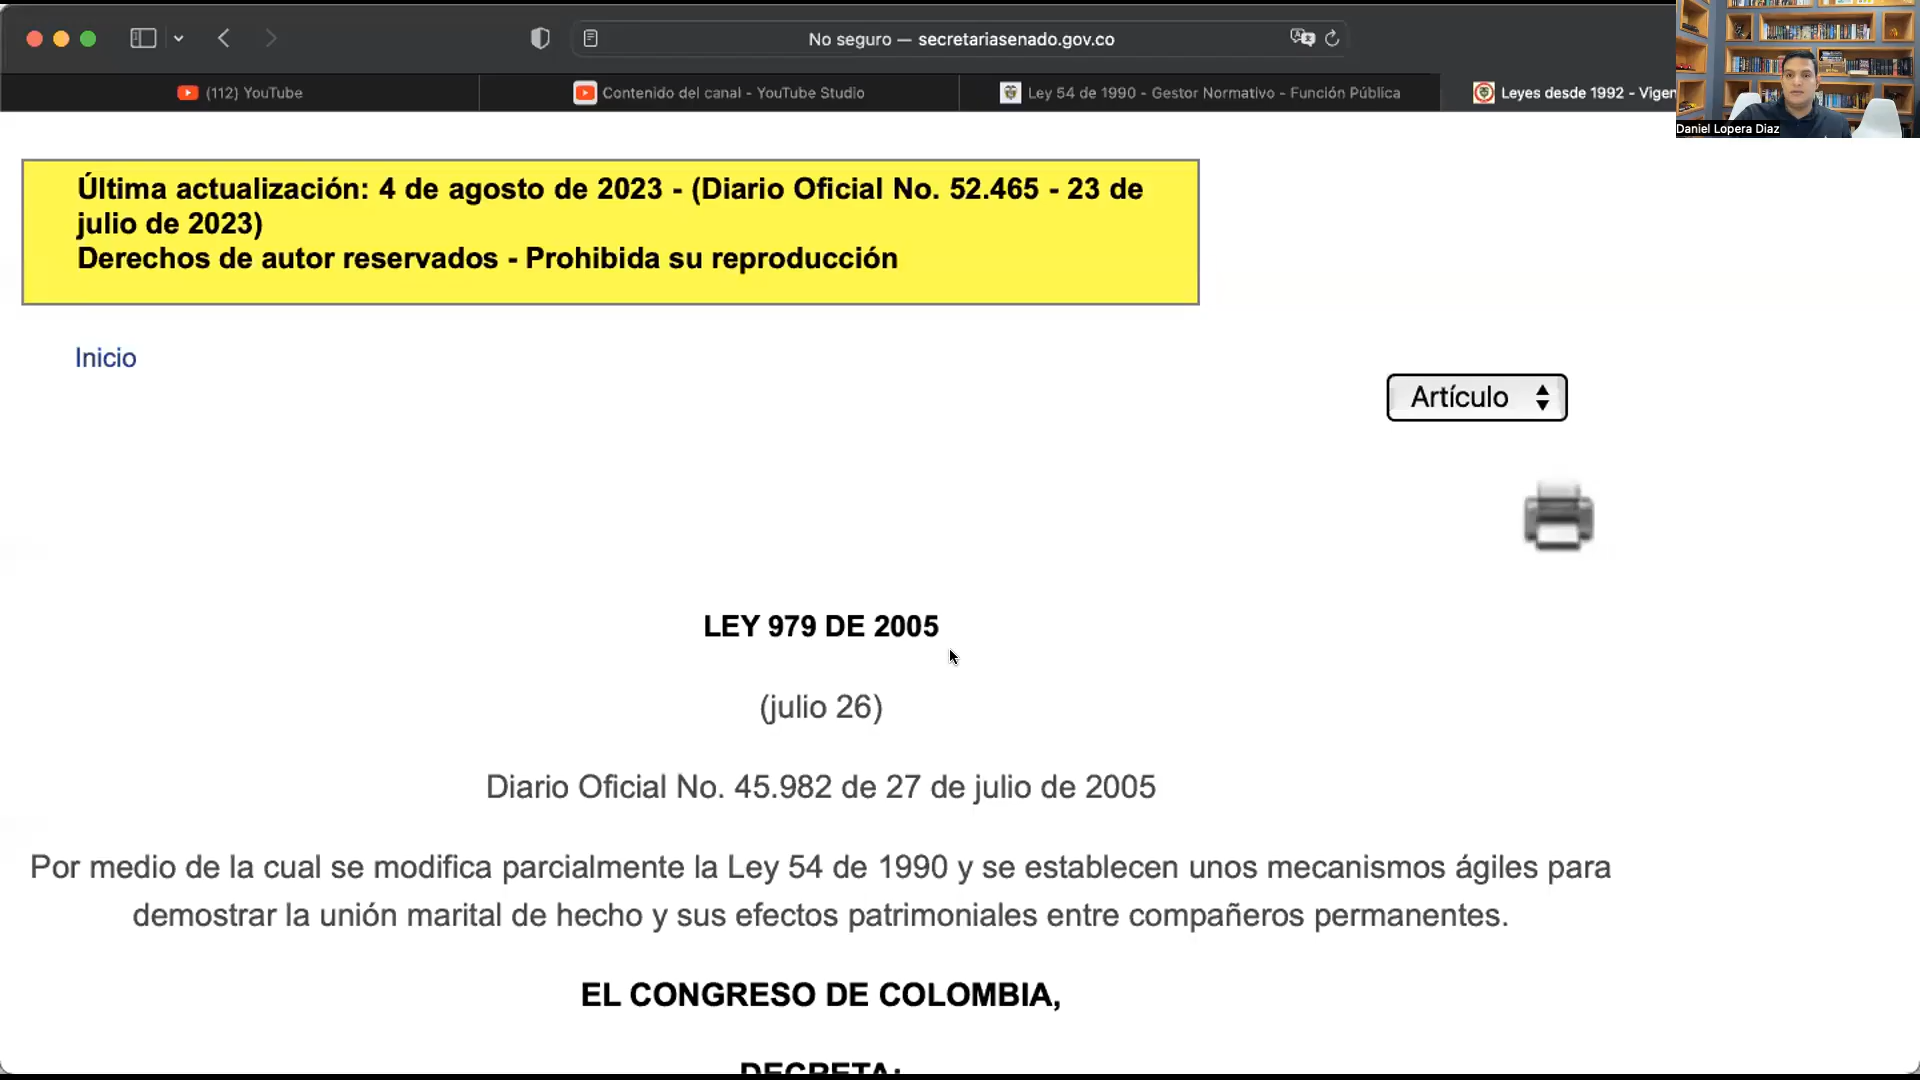 No seguro — secretariasenado.gov.co
(112) YouTube
Contenido del canal - YouTube Studio
Ley 54 de 1990 - Gestor Normativo - Función Pública
Leyes desde 1992 - Vigen
Daniel Lopera Diaz
Última actualización: 4 de agosto de 2023 - (Diario Oficial No. 52.465 - 23 de
julio de 2023)
Derechos de autor reservados - Prohibida su reproducción
Inicio
Artículo
LEY 979 DE 2005
(julio 26)
Diario Oficial No. 45.982 de 27 de julio de 2005
Por medio de la cual se modifica parcialmente la Ley 54 de 1990 y se establecen unos mecanismos ágiles para
demostrar la unión marital de hecho y sus efectos patrimoniales entre compañeros permanentes.
EL CONGRESO DE COLOMBIA,
DECRETA: